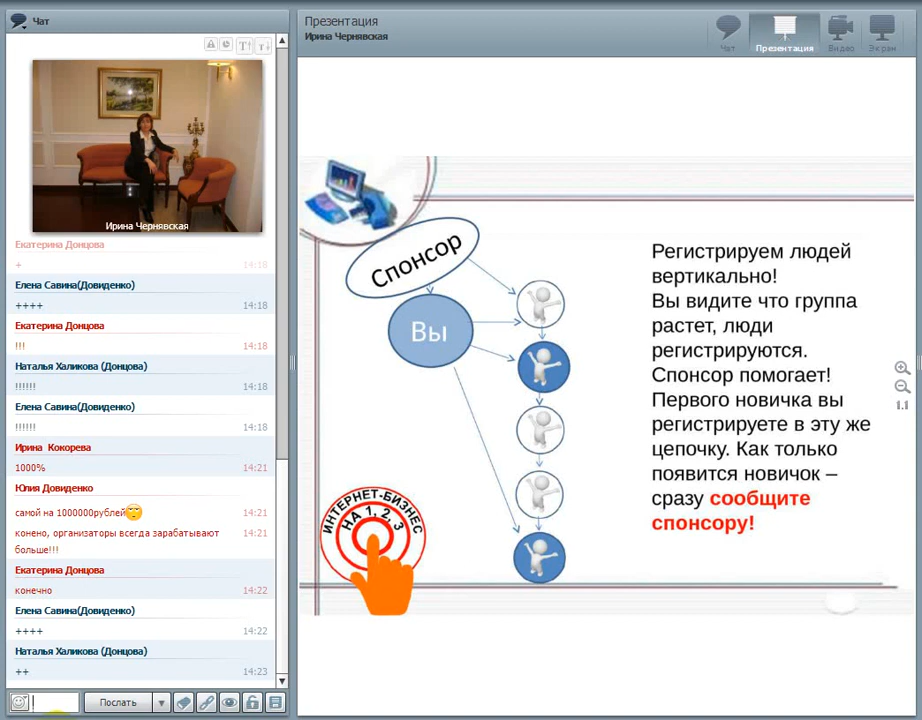 Чат
Ирина Чернявская
Екатерина Донцова
+ 14:18
Елена Савина(Довиденко)
++++ 14:18
Екатерина Донцова
!!! 14:18
Наталья Халикова (Донцова)
!!!!!! 14:18
Елена Савина(Довиденко)
!!!!!! 14:18
Ирина Кокорева
1000% 14:21
Юлия Довиденко
самой на 1000000рублей 14:21
конено, организаторы всегда зарабатывают 14:21
больше!!!
Екатерина Донцова
конечно 14:22
Елена Савина(Довиденко)
++++ 14:22
Наталья Халикова (Донцова)
++ 14:23
Послать
Презентация
Ирина Чернявская
Чат
Презентация
Видео
Экран
Спонсор
Вы
ИНТЕРНЕТ-БИЗНЕС
НА 1, 2, 3
Регистрируем людей
вертикально!
Вы видите что группа
растет, люди
регистрируются.
Спонсор помогает!
Первого новичка вы
регистрируете в эту же
цепочку. Как только
появится новичок –
сразу сообщите
спонсору!
1.1